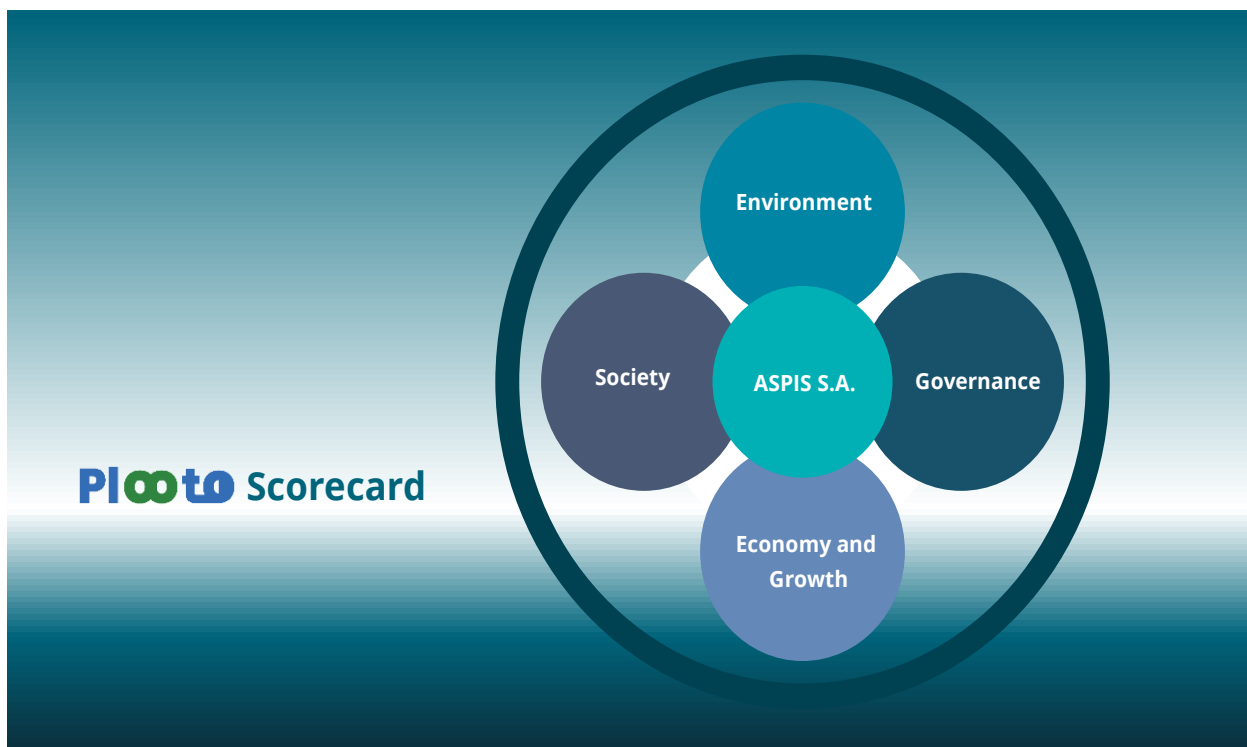 Environment
Society
ASPIS S.A.
Governance
Plooto Scorecard
Economy and
Growth